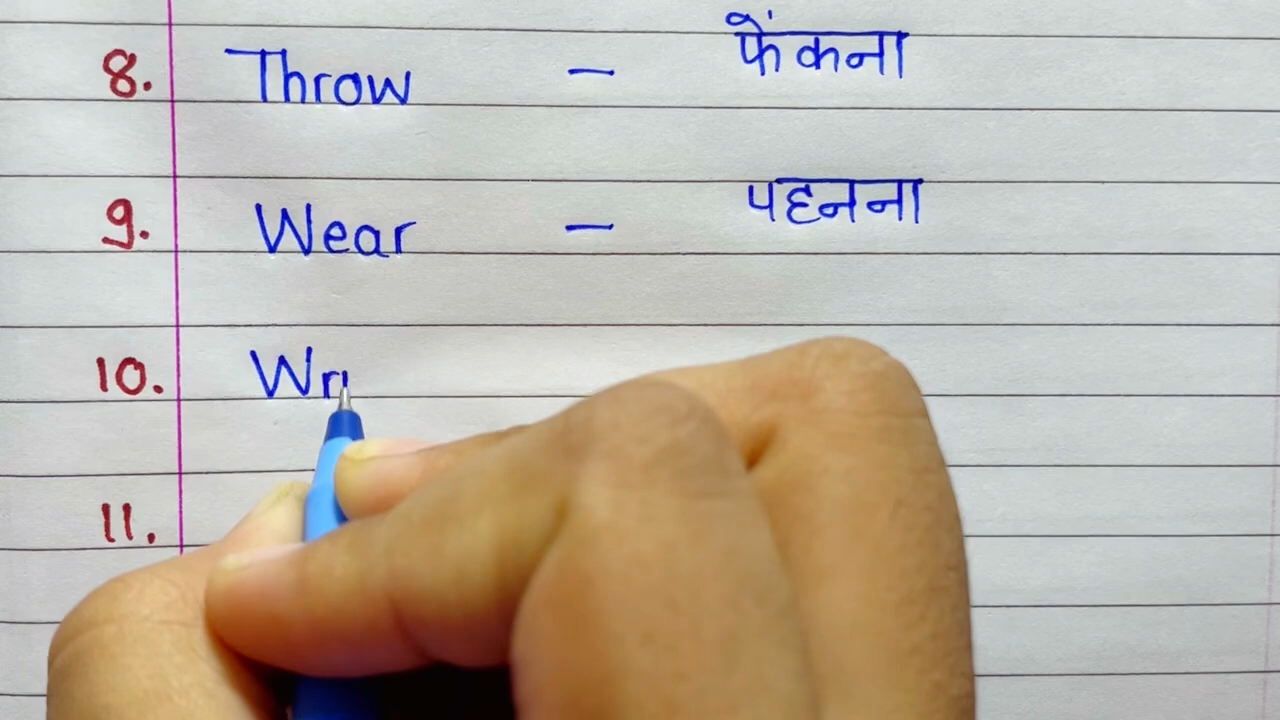 8. Throw – फेंकना
9. Wear – पहनना
10. Wr
11.